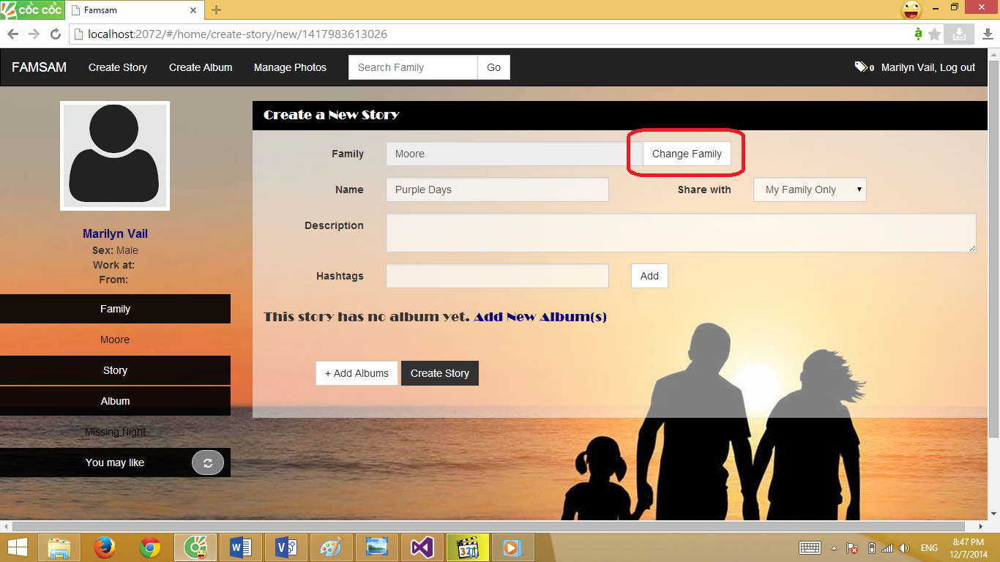 cốc cốc
Famsam
localhost:2072/#/home/create-story/new/1417983613026
FAMSAM Create Story Create Album Manage Photos Search Family Go 0 Marilyn Vail, Log out
Create a New Story
Family Moore Change Family
Name Purple Days Share with My Family Only
Description
Hashtags Add
This story has no album yet. Add New Album(s)
+ Add Albums Create Story
Marilyn Vail
Sex: Male
Work at:
From:
Family
Moore
Story
Album
Missing Night
You may like
ENG
8:47 PM
12/7/2014